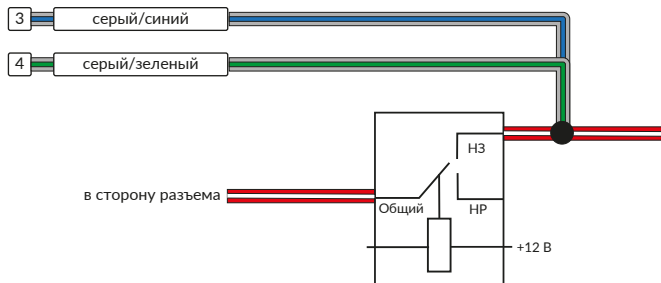 3 серый/синий
4 серый/зеленый
НЗ
в сторону разъема
Общий НР
+12 В